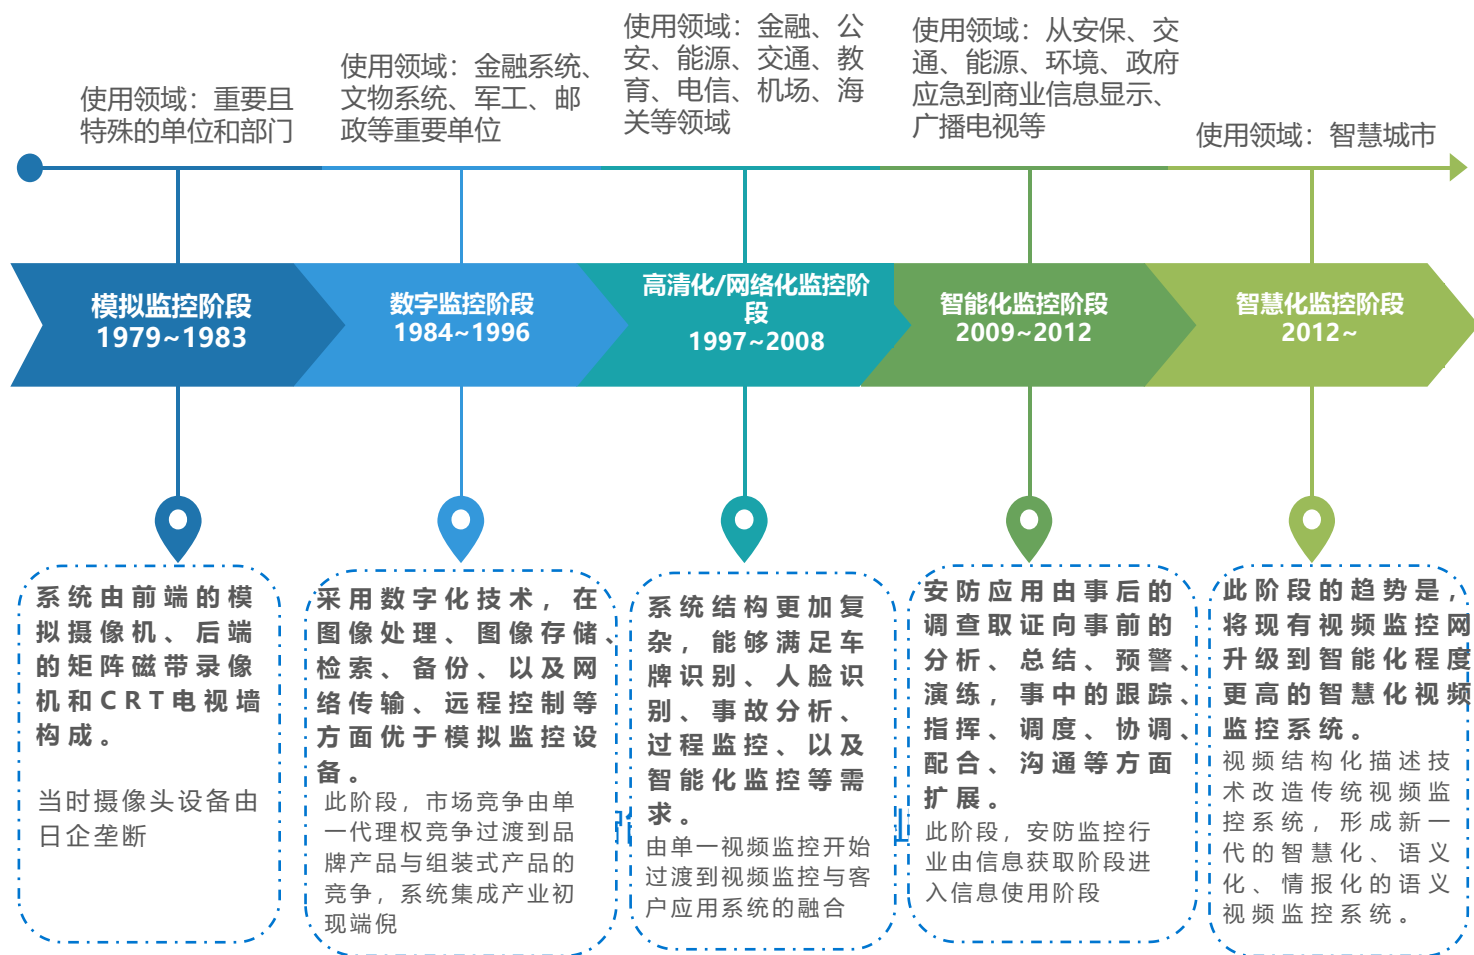 使用领域：重要且
特殊的单位和部门
使用领域：金融系统、
文物系统、军工、邮
政等重要单位
使用领域：金融、公
安、能源、交通、教
育、电信、机场、海
关等领域
使用领域：从安保、交
通、能源、环境、政府
应急到商业信息显示、
广播电视等
使用领域：智慧城市
模拟监控阶段
1979~1983
数字监控阶段
1984~1996
高清化/网络化监控阶
段
1997~2008
智能化监控阶段
2009~2012
智慧化监控阶段
2012~
系统由前端的模
拟摄像机、后端
的矩阵磁带录像
机和CRT电视墙
构成。
当时摄像头设备由
日企垄断
采用数字化技术，在
图像处理、图像存储、
检索、备份、以及网
络传输、远程控制等
方面优于模拟监控设
备。
此阶段，市场竞争由单
一代理权竞争过渡到品
牌产品与组装式产品的
竞争，系统集成产业初
现端倪
系统结构更加复
杂，能够满足车
牌识别、人脸识
别、事故分析、
过程监控、以及
智能化监控等需
求。
由单一视频监控开始
过渡到视频监控与客
户应用系统的融合
安防应用由事后的
调查取证向事前的
分析、总结、预警、
演练，事中的跟踪、
指挥、调度、协调、
配合、沟通等方面
扩展。
此阶段，安防监控行
业由信息获取阶段进
入信息使用阶段
此阶段的趋势是，
将现有视频监控网
升级到智能化程度
更高的智慧化视频
监控系统。
视频结构化描述技
术改造传统视频监
控系统，形成新一
代的智慧化、语义
化、情报化的语义
视频监控系统。